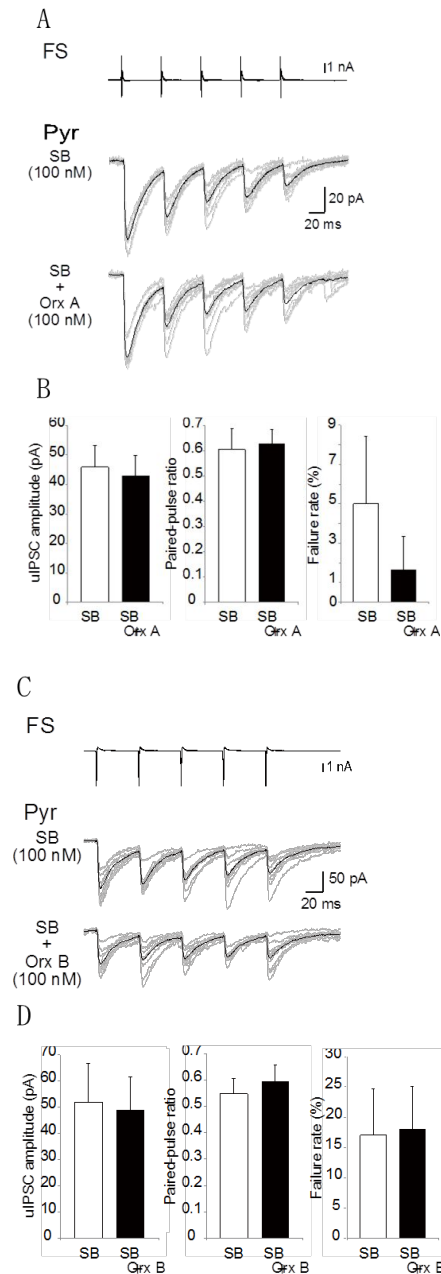 A
FS
1 nA
Pyr
SB
(100 nM)
20 pA
20 ms
SB
+
Orx A
(100 nM)
B
uIPSC amplitude (pA)
60
50
40
30
20
10
0
SB
SB
+
Orx A
Paired-pulse ratio
0.7
0.6
0.5
0.4
0.3
0.2
0.1
0
SB
SB
+
Orx A
Failure rate (%)
9
8
7
6
5
4
3
2
1
0
SB
SB
+
Orx A
C
FS
1 nA
Pyr
SB
(100 nM)
50 pA
20 ms
SB
+
Orx B
(100 nM)
D
uIPSC amplitude (pA)
70
60
50
40
30
20
10
0
SB
SB
+
Orx B
Paired-pulse ratio
0.7
0.6
0.5
0.4
0.3
0.2
0.1
0
SB
SB
+
Orx B
Failure rate (%)
30
25
20
15
10
5
0
SB
SB
+
Orx B